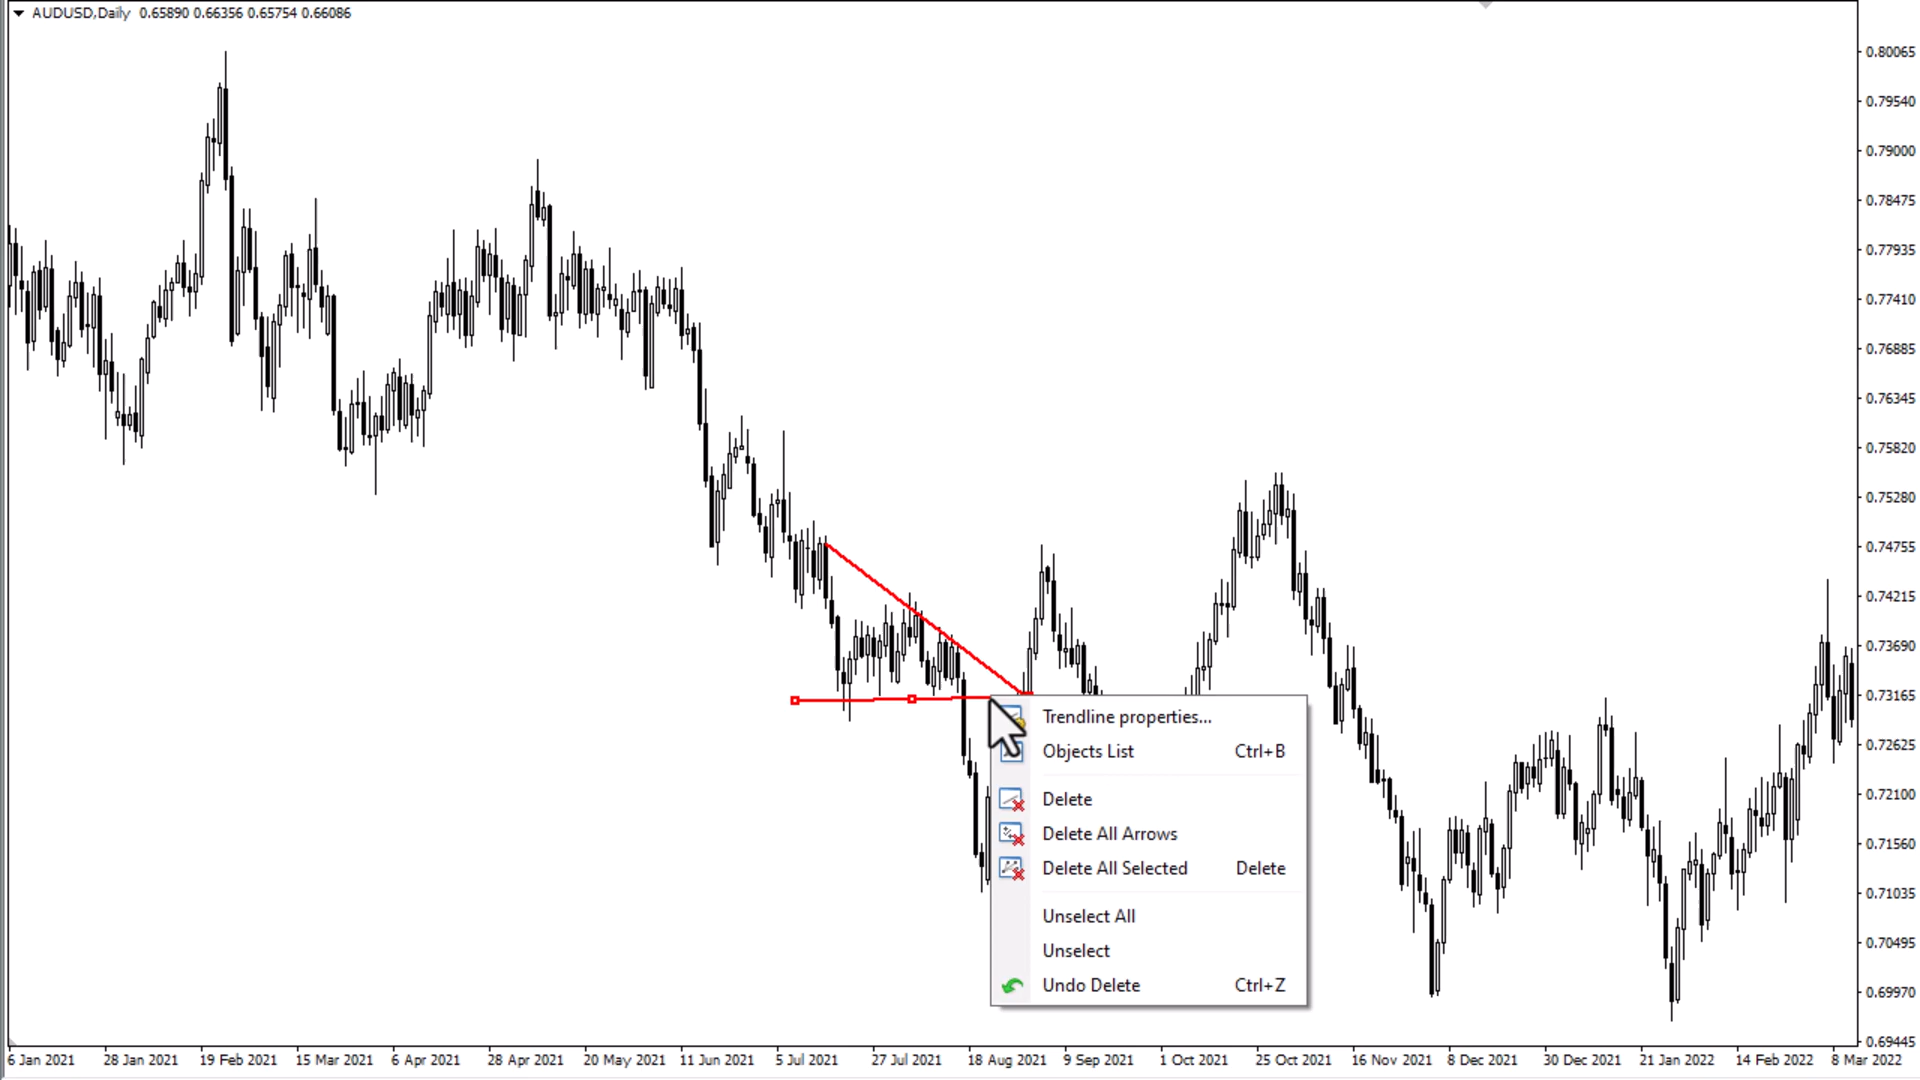 AUDUSD,Daily 0.65890 0.66356 0.65754 0.66086
0.80065
0.79540
0.79000
0.78475
0.77935
0.77410
0.76885
0.76345
0.75820
0.75280
0.74755
0.74215
0.73690
0.73165
0.72625
0.72100
0.71560
0.71035
0.70495
0.69970
0.69445
Trendline properties...
Objects List Ctrl+B
Delete
Delete All Arrows
Delete All Selected Delete
Unselect All
Unselect
Undo Delete Ctrl+Z
6 Jan 2021 28 Jan 2021 19 Feb 2021 15 Mar 2021 6 Apr 2021 28 Apr 2021 20 May 2021 11 Jun 2021 5 Jul 2021 27 Jul 2021 18 Aug 2021 9 Sep 2021 1 Oct 2021 25 Oct 2021 16 Nov 2021 8 Dec 2021 30 Dec 2021 21 Jan 2022 14 Feb 2022 8 Mar 2022